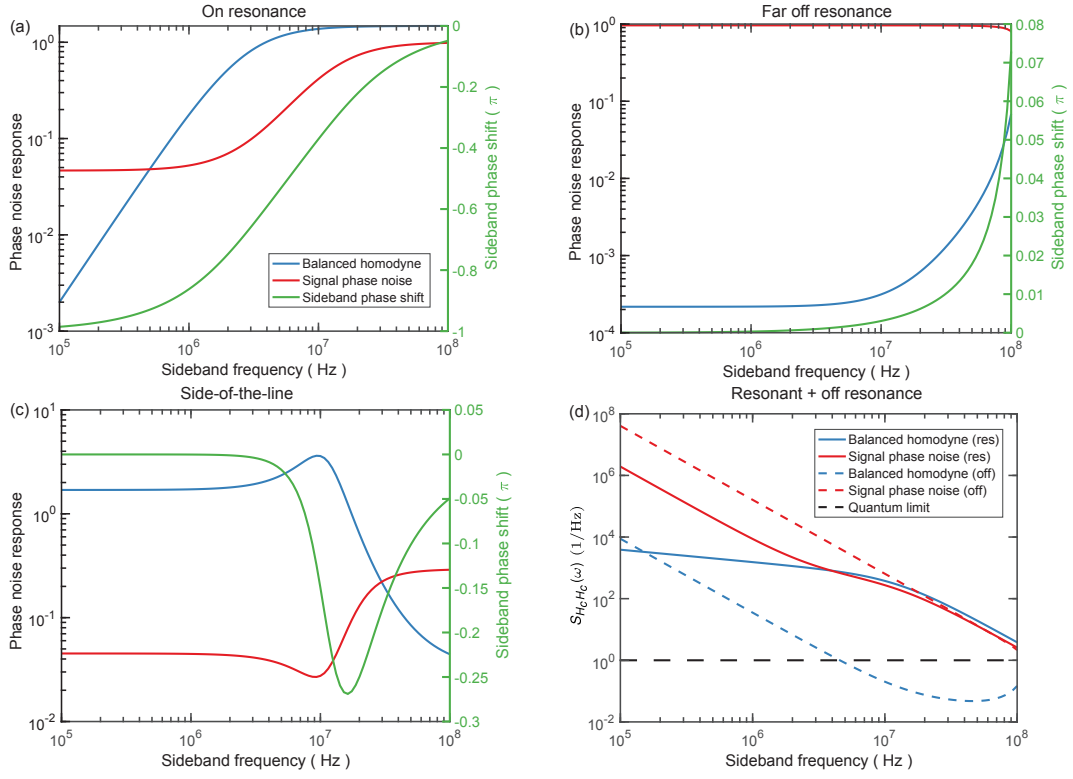 (a)
On resonance
10^0
10^-1
10^-2
10^-3
Phase noise response
0
-0.2
-0.4
-0.6
-0.8
-1
Sideband phase shift ( π )
Balanced homodyne
Signal phase noise
Sideband phase shift
10^5
10^6
10^7
10^8
Sideband frequency ( Hz )
(b)
Far off resonance
10^0
10^-1
10^-2
10^-3
10^-4
Phase noise response
0.08
0.07
0.06
0.05
0.04
0.03
0.02
0.01
0
Sideband phase shift ( π )
10^5
10^6
10^7
10^8
Sideband frequency ( Hz )
(c)
Side-of-the-line
10^1
10^0
10^-1
10^-2
Phase noise response
0.05
0
-0.05
-0.1
-0.15
-0.2
-0.25
-0.3
Sideband phase shift ( π )
10^5
10^6
10^7
10^8
Sideband frequency ( Hz )
(d)
Resonant + off resonance
10^8
10^6
10^4
10^2
10^0
10^-2
S_{H_C H_C}(ω) (1/Hz)
Balanced homodyne (res)
Signal phase noise (res)
Balanced homodyne (off)
Signal phase noise (off)
Quantum limit
10^5
10^6
10^7
10^8
Sideband frequency ( Hz )